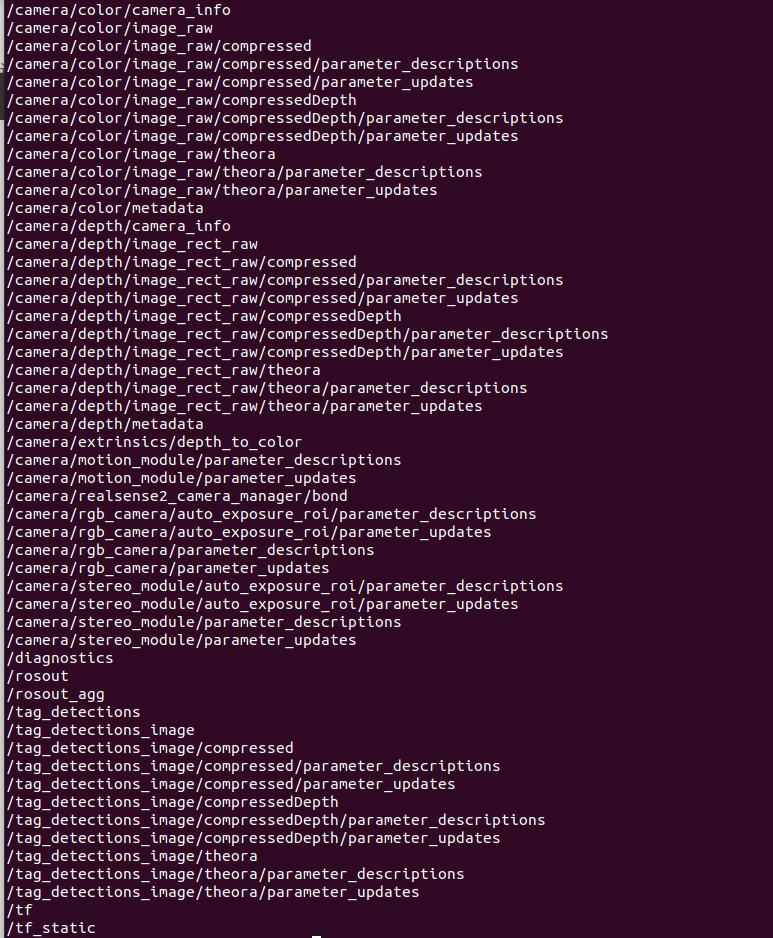 /camera/color/camera_info
/camera/color/image_raw
/camera/color/image_raw/compressed
/camera/color/image_raw/compressed/parameter_descriptions
/camera/color/image_raw/compressed/parameter_updates
/camera/color/image_raw/compressedDepth
/camera/color/image_raw/compressedDepth/parameter_descriptions
/camera/color/image_raw/compressedDepth/parameter_updates
/camera/color/image_raw/theora
/camera/color/image_raw/theora/parameter_descriptions
/camera/color/image_raw/theora/parameter_updates
/camera/color/metadata
/camera/depth/camera_info
/camera/depth/image_rect_raw
/camera/depth/image_rect_raw/compressed
/camera/depth/image_rect_raw/compressed/parameter_descriptions
/camera/depth/image_rect_raw/compressed/parameter_updates
/camera/depth/image_rect_raw/compressedDepth
/camera/depth/image_rect_raw/compressedDepth/parameter_descriptions
/camera/depth/image_rect_raw/compressedDepth/parameter_updates
/camera/depth/image_rect_raw/theora
/camera/depth/image_rect_raw/theora/parameter_descriptions
/camera/depth/image_rect_raw/theora/parameter_updates
/camera/depth/metadata
/camera/extrinsics/depth_to_color
/camera/motion_module/parameter_descriptions
/camera/motion_module/parameter_updates
/camera/realsense2_camera_manager/bond
/camera/rgb_camera/auto_exposure_roi/parameter_descriptions
/camera/rgb_camera/auto_exposure_roi/parameter_updates
/camera/rgb_camera/parameter_descriptions
/camera/rgb_camera/parameter_updates
/camera/stereo_module/auto_exposure_roi/parameter_descriptions
/camera/stereo_module/auto_exposure_roi/parameter_updates
/camera/stereo_module/parameter_descriptions
/camera/stereo_module/parameter_updates
/diagnostics
/rosout
/rosout_agg
/tag_detections
/tag_detections_image
/tag_detections_image/compressed
/tag_detections_image/compressed/parameter_descriptions
/tag_detections_image/compressed/parameter_updates
/tag_detections_image/compressedDepth
/tag_detections_image/compressedDepth/parameter_descriptions
/tag_detections_image/compressedDepth/parameter_updates
/tag_detections_image/theora
/tag_detections_image/theora/parameter_descriptions
/tag_detections_image/theora/parameter_updates
/tf
/tf_static